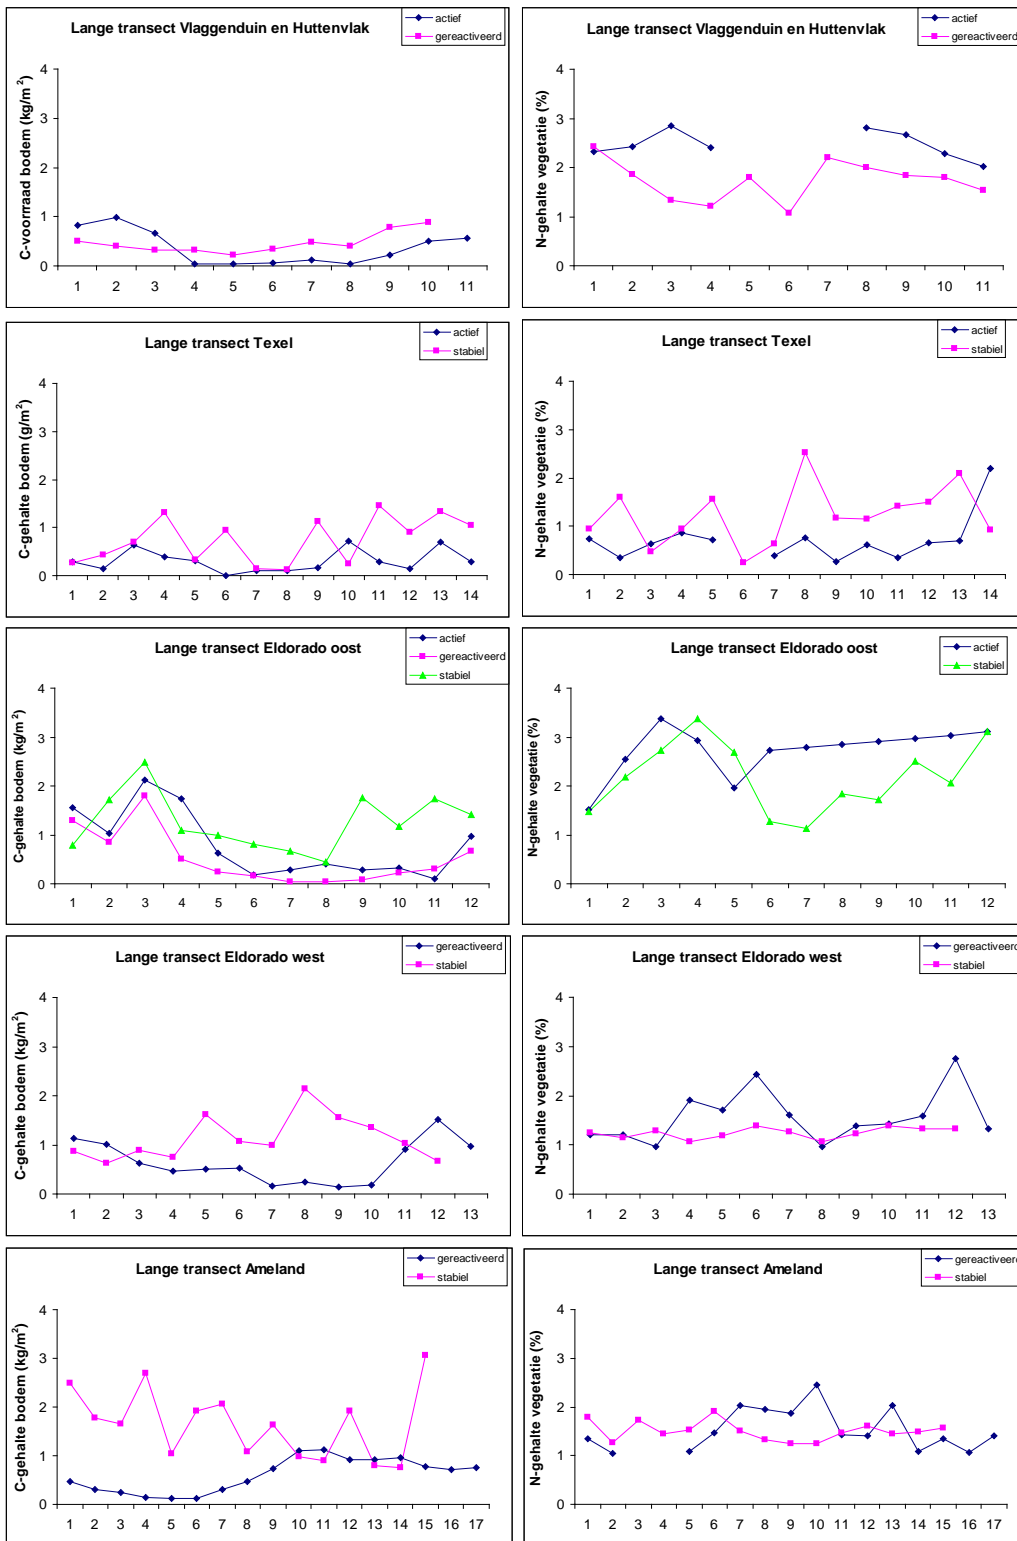 Lange transect Vlaggenduin en Huttenvlak
actief
gereactiveerd
C-voorraad bodem (kg/m²)
4
3
2
1
0
1 2 3 4 5 6 7 8 9 10 11
Lange transect Vlaggenduin en Huttenvlak
actief
gereactiveerd
N-gehalte vegetatie (%)
4
3
2
1
0
1 2 3 4 5 6 7 8 9 10 11
Lange transect Texel
actief
stabiel
C-gehalte bodem (g/m²)
4
3
2
1
0
1 2 3 4 5 6 7 8 9 10 11 12 13 14
Lange transect Texel
actief
stabiel
N-gehalte vegetatie (%)
4
3
2
1
0
1 2 3 4 5 6 7 8 9 10 11 12 13 14
Lange transect Eldorado oost
actief
gereactiveerd
stabiel
C-gehalte bodem (kg/m²)
4
3
2
1
0
1 2 3 4 5 6 7 8 9 10 11 12
Lange transect Eldorado oost
actief
stabiel
N-gehalte vegetatie (%)
4
3
2
1
0
1 2 3 4 5 6 7 8 9 10 11 12
Lange transect Eldorado west
gereactiveerd
stabiel
C-gehalte bodem (kg/m²)
4
3
2
1
0
1 2 3 4 5 6 7 8 9 10 11 12 13
Lange transect Eldorado west
gereactiveerd
stabiel
N-gehalte vegetatie (%)
4
3
2
1
0
1 2 3 4 5 6 7 8 9 10 11 12 13
Lange transect Ameland
gereactiveerd
stabiel
C-gehalte bodem (kg/m²)
4
3
2
1
0
1 2 3 4 5 6 7 8 9 10 11 12 13 14 15 16 17
Lange transect Ameland
gereactiveerd
stabiel
N-gehalte vegetatie (%)
4
3
2
1
0
1 2 3 4 5 6 7 8 9 10 11 12 13 14 15 16 17